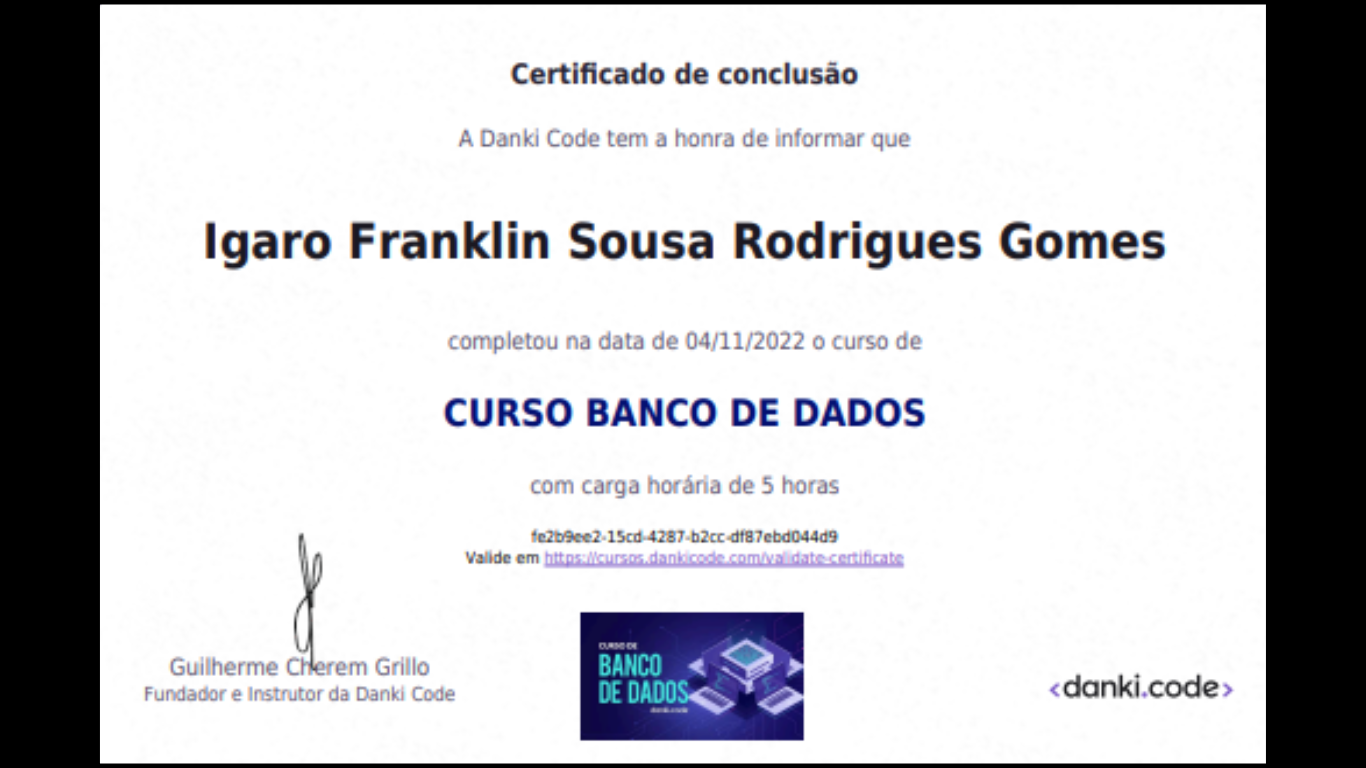 Certificado de conclusão
A Danki Code tem a honra de informar que
Igaro Franklin Sousa Rodrigues Gomes
completou na data de 04/11/2022 o curso de
CURSO BANCO DE DADOS
com carga horária de 5 horas
fe2b9ee2-15cd-4287-b2cc-df87ebd044d9
Valide em https://cursos.dankicode.com/validate-certificate
Guilherme Cherem Grillo
Fundador e Instrutor da Danki Code
CURSO DE
BANCO
DE DADOS
danki.code
<danki.code>